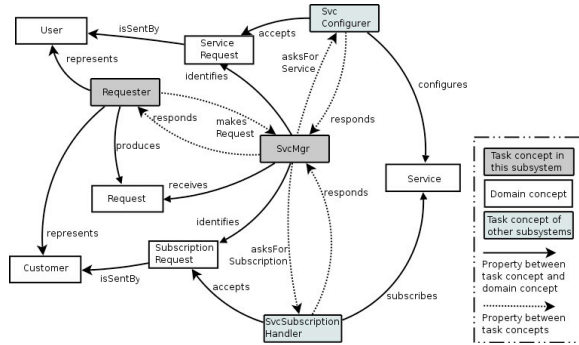 Svc
Configurer
User
isSentBy
accepts
Service
Request
asksFor
Service
represents
identifies
configures
Requester
responds
makes
Request
responds
SvcMgr
produces
responds
Service
Request
receives
identifies
represents
Subscription
Request
asksFor
Subscription
Customer
isSentBy
accepts
subscribes
SvcSubscription
Handler
Task concept in
this subsystem
Domain concept
Task concept of
other subsystems
Property between
task concept and
domain concept
Property between
task concepts